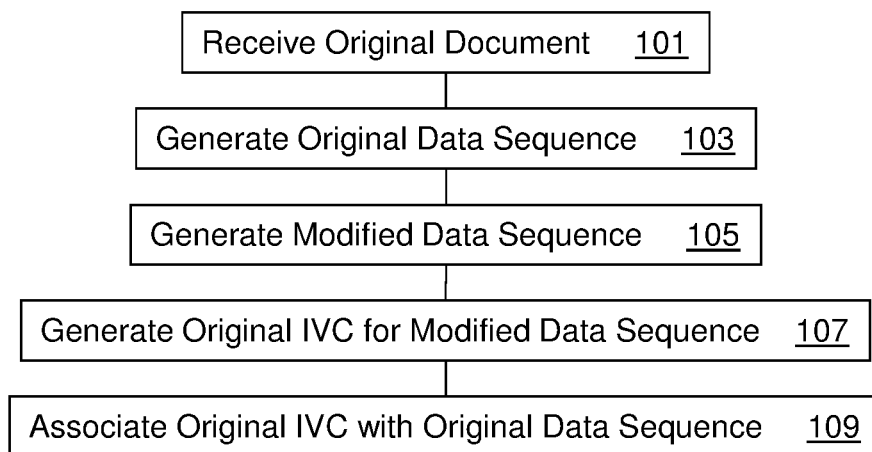 Receive Original Document 101
Generate Original Data Sequence 103
Generate Modified Data Sequence 105
Generate Original IVC for Modified Data Sequence 107
Associate Original IVC with Original Data Sequence 109